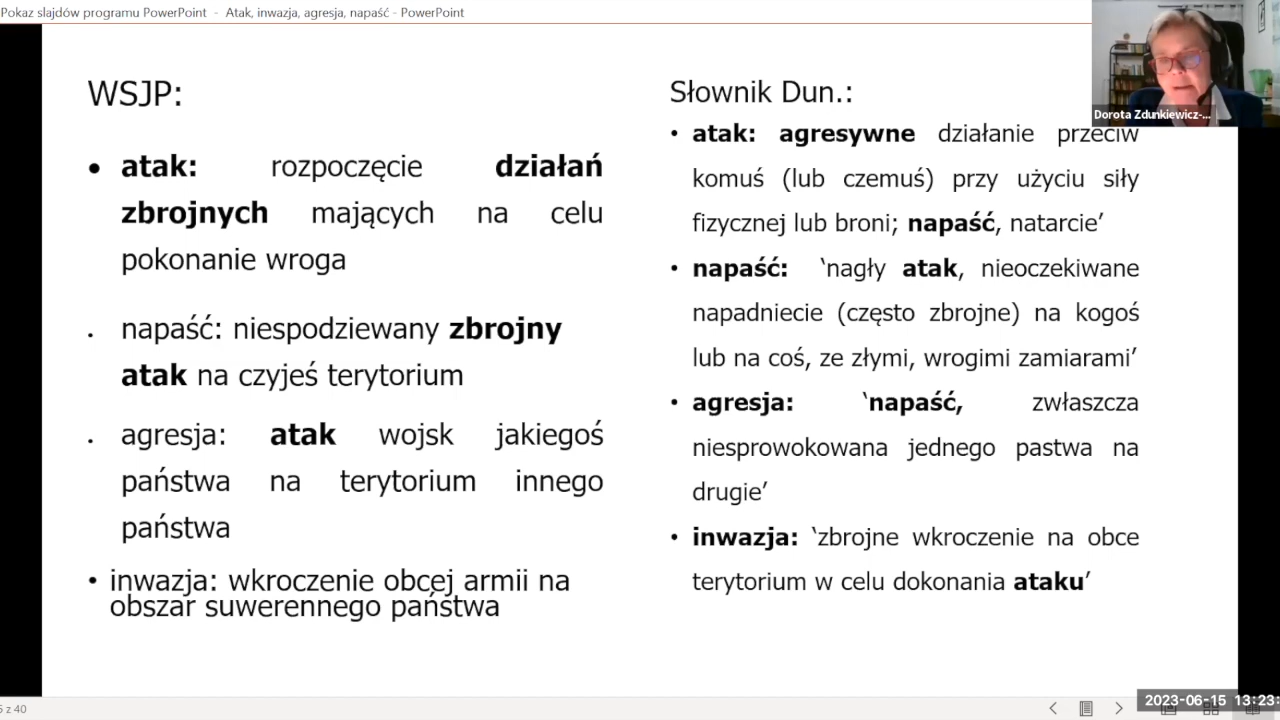 Pokaz slajdów programu PowerPoint - Atak, inwazja, agresja, napaść - PowerPoint
Dorota Zdunkiewicz-...
WSJP:
• atak: rozpoczęcie działań
zbrojnych mających na celu
pokonanie wroga
• napaść: niespodziewany zbrojny
atak na czyjeś terytorium
• agresja: atak wojsk jakiegoś
państwa na terytorium innego
państwa
• inwazja: wkroczenie obcej armii na
obszar suwerennego państwa
Słownik Dun.:
• atak: agresywne działanie przeciw
komuś (lub czemuś) przy użyciu siły
fizycznej lub broni; napaść, natarcie’
• napaść: ‘nagły atak, nieoczekiwane
napadniecie (często zbrojne) na kogoś
lub na coś, ze złymi, wrogimi zamiarami’
• agresja: ‘napaść, zwłaszcza
niesprowokowana jednego pastwa na
drugie’
• inwazja: ‘zbrojne wkroczenie na obce
terytorium w celu dokonania ataku’
z 40
2023-06-15 13:23: